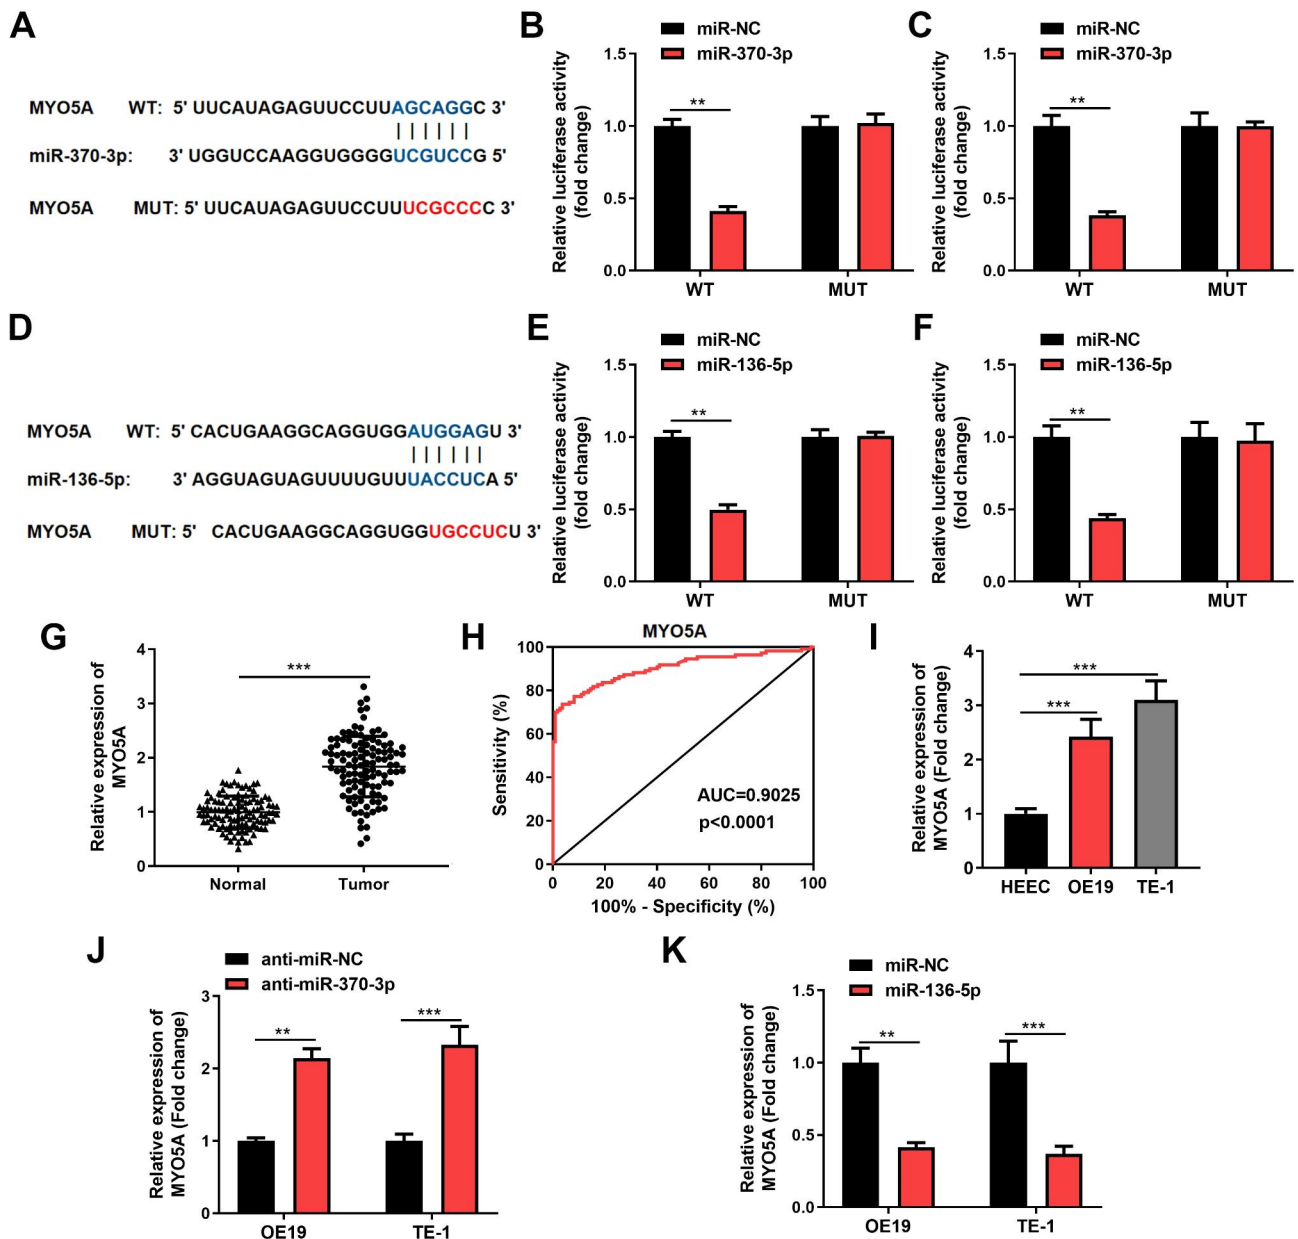 A
MYO5A WT: 5' UUCAUAGAGUUCCUUAGCAGGC 3'
miR-370-3p: 3' UGGUCCAAGGUGGGGUCGUCCG 5'
MYO5A MUT: 5' UUCAUAGAGUUCCUUUCGCCCC 3'
B
miR-NC
miR-370-3p
Relative luciferase activity
(fold change)
1.5
1.0
0.5
0.0
**
WT MUT
C
miR-NC
miR-370-3p
Relative luciferase activity
(fold change)
1.5
1.0
0.5
0.0
**
WT MUT
D
MYO5A WT: 5' CACUGAAGGCAGGUGGAUGGAGU 3'
miR-136-5p: 3' AGGUAGUAGUUUUGUUUACCUCA 5'
MYO5A MUT: 5' CACUGAAGGCAGGUGGUGCCUCU 3'
E
miR-NC
miR-136-5p
Relative luciferase activity
(fold change)
1.5
1.0
0.5
0.0
**
WT MUT
F
miR-NC
miR-136-5p
Relative luciferase activity
(fold change)
1.5
1.0
0.5
0.0
**
WT MUT
G
Relative expression of
MYO5A
4
3
2
1
0
***
Normal Tumor
H
MYO5A
Sensitivity (%)
100
80
60
40
20
0
AUC=0.9025
p<0.0001
0 20 40 60 80 100
100% - Specificity (%)
I
Relative expression of
MYO5A (Fold change)
4
3
2
1
0
***
***
HEEC OE19 TE-1
J
anti-miR-NC
anti-miR-370-3p
Relative expression of
MYO5A (Fold change)
3
2
1
0
**
***
OE19 TE-1
K
miR-NC
miR-136-5p
Relative expression of
MYO5A (Fold change)
1.5
1.0
0.5
0.0
**
***
OE19 TE-1